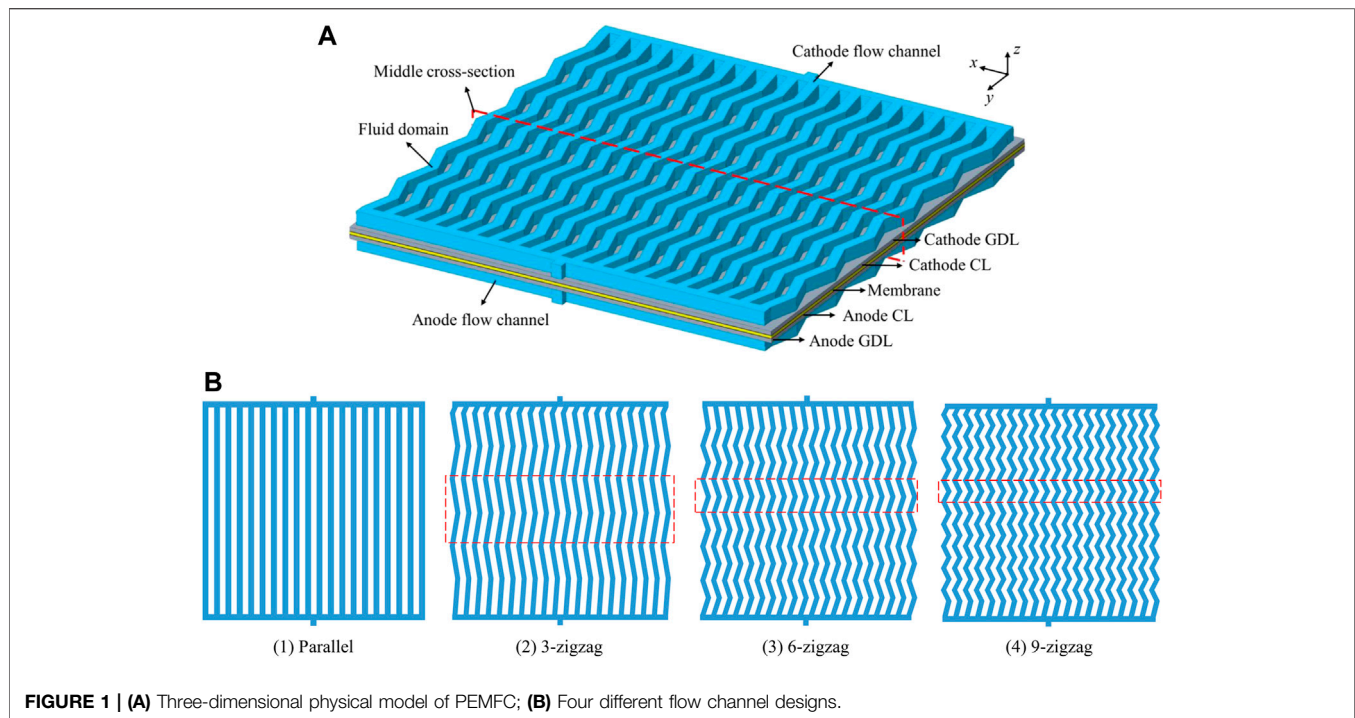 A
Cathode flow channel
z
x
y
Middle cross-section
Fluid domain
Cathode GDL
Cathode CL
Membrane
Anode CL
Anode GDL
Anode flow channel
B
(1) Parallel
(2) 3-zigzag
(3) 6-zigzag
(4) 9-zigzag
FIGURE 1 | (A) Three-dimensional physical model of PEMFC; (B) Four different flow channel designs.